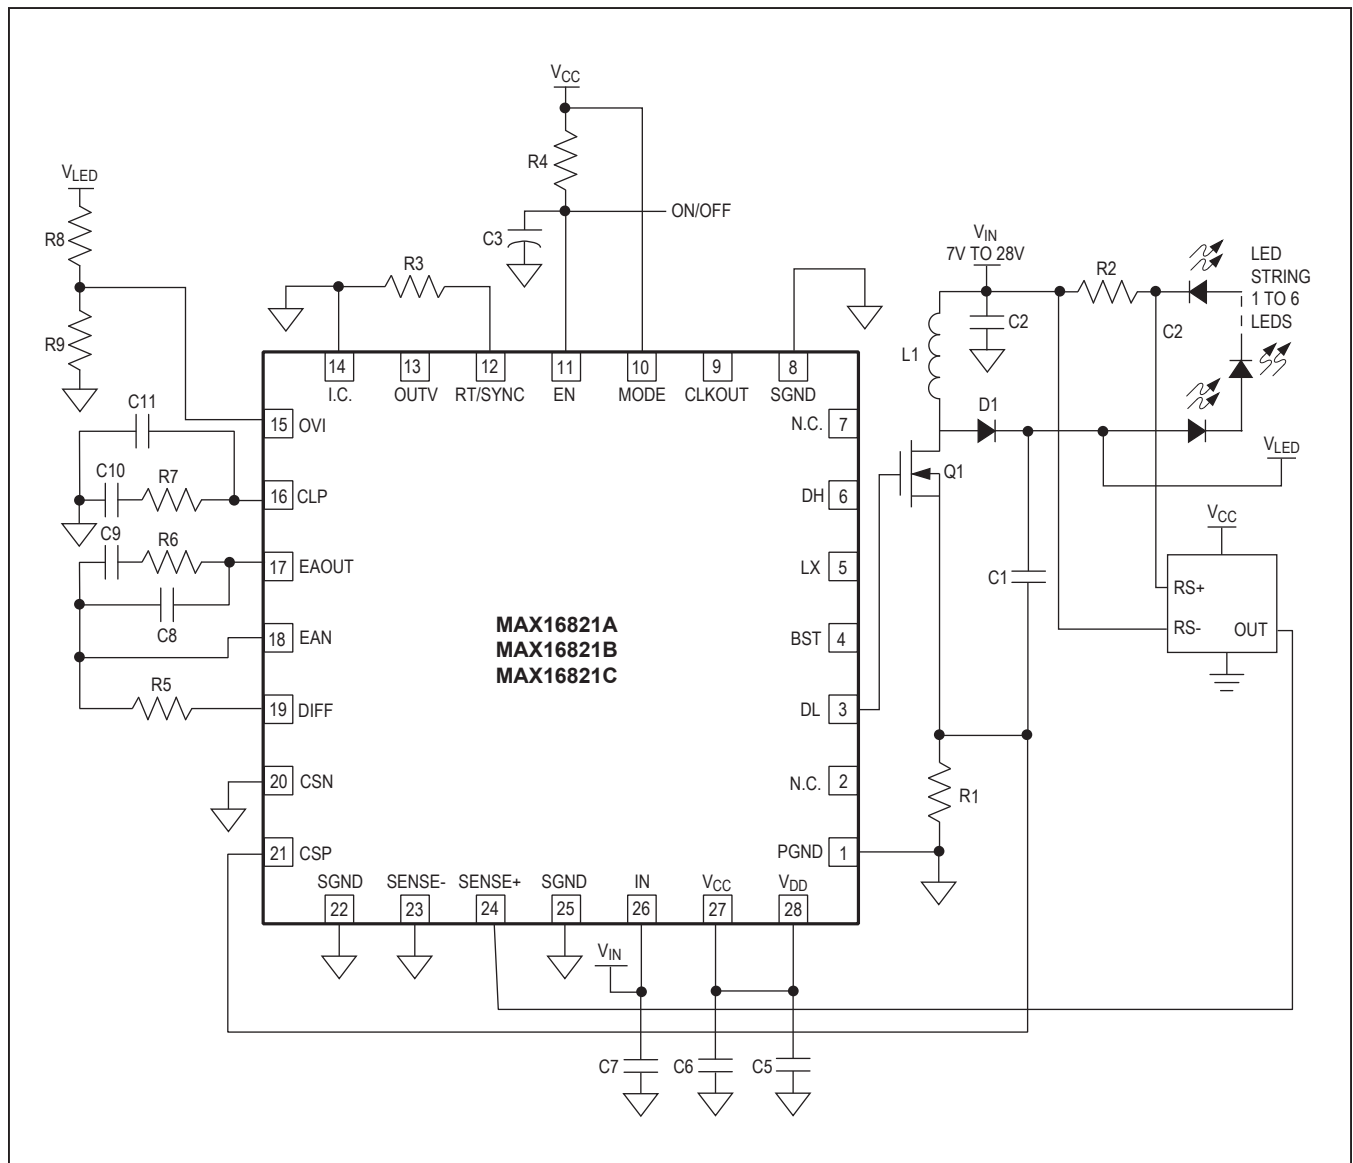 VCC
R4
VLED
R8
R9
ON/OFF
C3
R3
VIN
7V TO 28V
R2
LED
STRING
1 TO 6
LEDS
C2
C2
L1
14
13
12
11
10
9
8
I.C.
OUTV
RT/SYNC
EN
MODE
CLKOUT
SGND
C11
15 OVI
N.C. 7
D1
VLED
C10
R7
16 CLP
DH 6
Q1
C9
R6
17 EAOUT
LX 5
C1
VCC
RS+
RS-
OUT
C8
18 EAN
BST 4
MAX16821A
MAX16821B
MAX16821C
R5
19 DIFF
DL 3
20 CSN
N.C. 2
R1
21 CSP
PGND 1
SGND
SENSE-
SENSE+
SGND
IN
VCC
VDD
22
23
24
25
26
27
28
VIN
C7
C6
C5